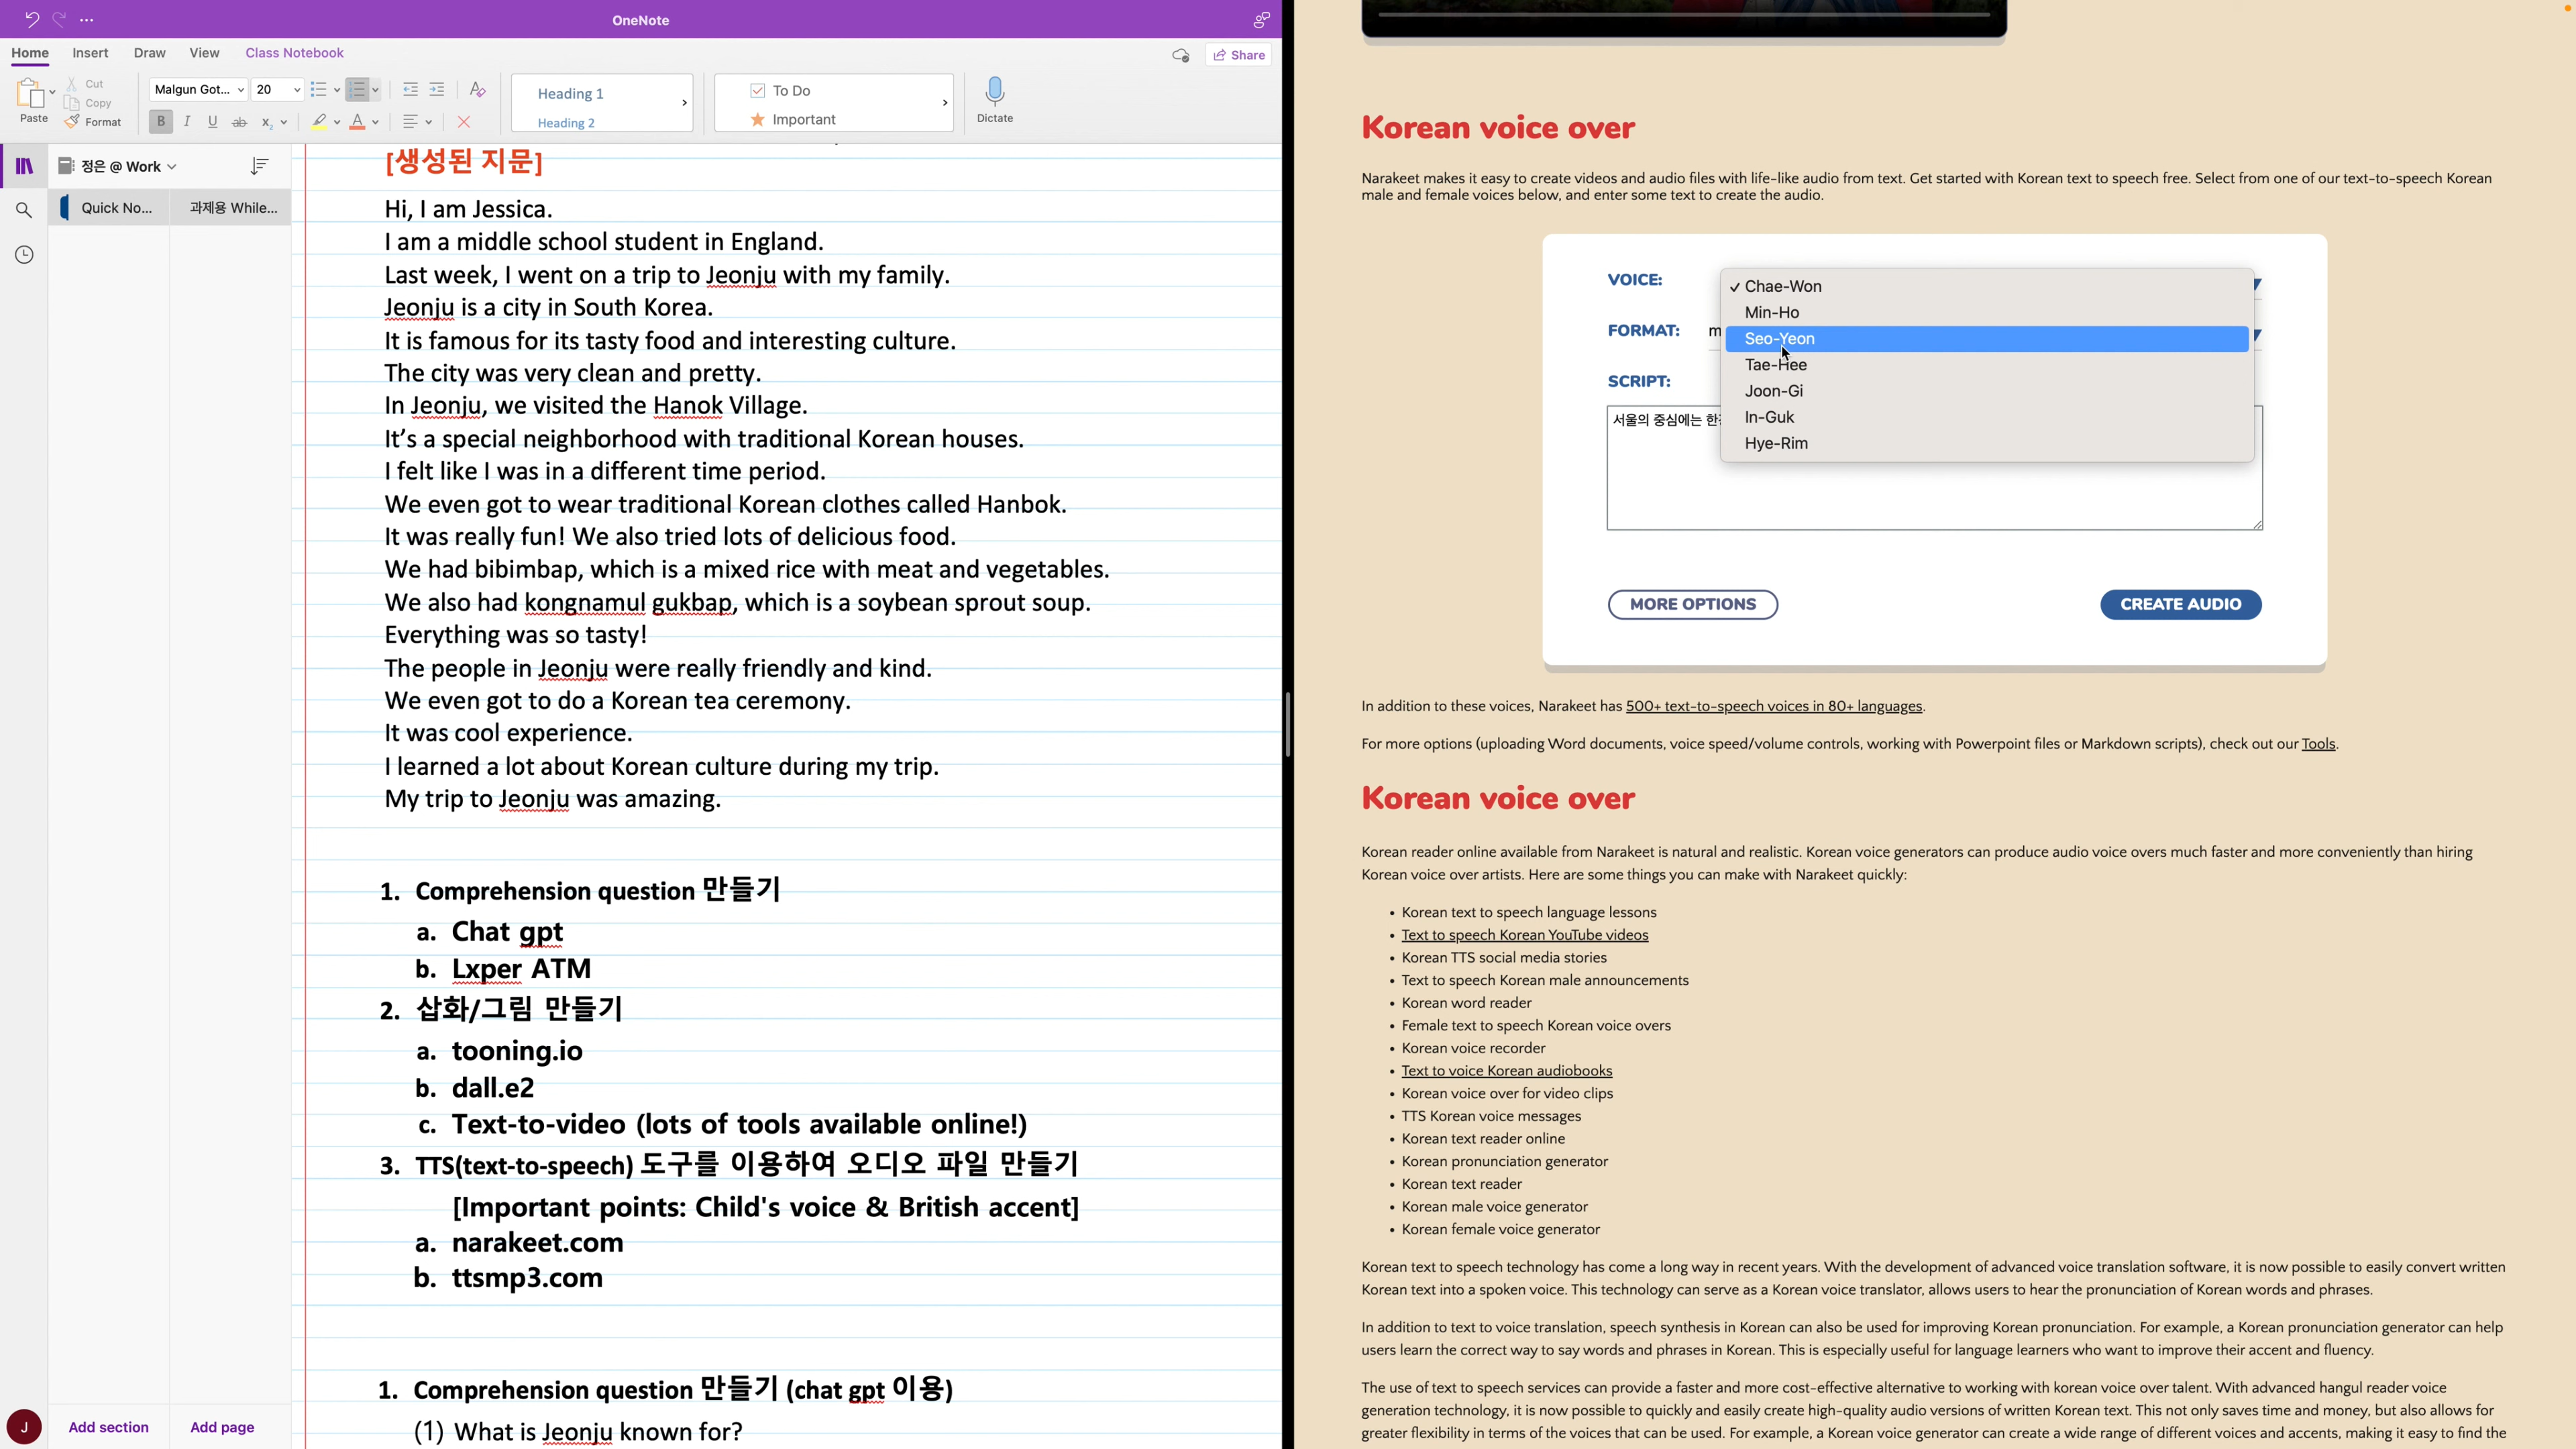 OneNote
Home Insert Draw View Class Notebook
Share
Paste
Cut
Copy
Format
Malgun Got... 20
B I U ab x₂
A
Heading 1
Heading 2
To Do
Important
Dictate
정은 @ Work
Quick No...
과제용 While...
[생성된 지문]
Hi, I am Jessica.
I am a middle school student in England.
Last week, I went on a trip to Jeonju with my family.
Jeonju is a city in South Korea.
It is famous for its tasty food and interesting culture.
The city was very clean and pretty.
In Jeonju, we visited the Hanok Village.
It's a special neighborhood with traditional Korean houses.
I felt like I was in a different time period.
We even got to wear traditional Korean clothes called Hanbok.
It was really fun! We also tried lots of delicious food.
We had bibimbap, which is a mixed rice with meat and vegetables.
We also had kongnamul gukbap, which is a soybean sprout soup.
Everything was so tasty!
The people in Jeonju were really friendly and kind.
We even got to do a Korean tea ceremony.
It was cool experience.
I learned a lot about Korean culture during my trip.
My trip to Jeonju was amazing.
1. Comprehension question 만들기
a. Chat gpt
b. Lxper ATM
2. 삽화/그림 만들기
a. tooning.io
b. dall.e2
c. Text-to-video (lots of tools available online!)
3. TTS(text-to-speech) 도구를 이용하여 오디오 파일 만들기
[Important points: Child's voice & British accent]
a. narakeet.com
b. ttsmp3.com
1. Comprehension question 만들기 (chat gpt 이용)
(1) What is Jeonju known for?
J
Add section
Add page
Korean voice over
Narakeet makes it easy to create videos and audio files with life-like audio from text. Get started with Korean text to speech free. Select from one of our text-to-speech Korean
male and female voices below, and enter some text to create the audio.
VOICE:
✓ Chae-Won
Min-Ho
FORMAT: m
Seo-Yeon
Tae-Hee
SCRIPT:
Joon-Gi
서울의 중심에는
In-Guk
Hye-Rim
MORE OPTIONS
CREATE AUDIO
In addition to these voices, Narakeet has 500+ text-to-speech voices in 80+ languages.
For more options (uploading Word documents, voice speed/volume controls, working with Powerpoint files or Markdown scripts), check out our Tools.
Korean voice over
Korean reader online available from Narakeet is natural and realistic. Korean voice generators can produce audio voice overs much faster and more conveniently than hiring
Korean voice over artists. Here are some things you can make with Narakeet quickly:
• Korean text to speech language lessons
• Text to speech Korean YouTube videos
• Korean TTS social media stories
• Text to speech Korean male announcements
• Korean word reader
• Female text to speech Korean voice overs
• Korean voice recorder
• Text to voice Korean audiobooks
• Korean voice over for video clips
• TTS Korean voice messages
• Korean text reader online
• Korean pronunciation generator
• Korean text reader
• Korean male voice generator
• Korean female voice generator
Korean text to speech technology has come a long way in recent years. With the development of advanced voice translation software, it is now possible to easily convert written
Korean text into a spoken voice. This technology can serve as a Korean voice translator, allows users to hear the pronunciation of Korean words and phrases.
In addition to text to voice translation, speech synthesis in Korean can also be used for improving Korean pronunciation. For example, a Korean pronunciation generator can help
users learn the correct way to say words and phrases in Korean. This is especially useful for language learners who want to improve their accent and fluency.
The use of text to speech services can provide a faster and more cost-effective alternative to working with korean voice over talent. With advanced hangul reader voice
generation technology, it is now possible to quickly and easily create high-quality audio versions of written Korean text. This not only saves time and money, but also allows for
greater flexibility in terms of the voices that can be used. For example, a Korean voice generator can create a wide range of different voices and accents, making it easy to find the